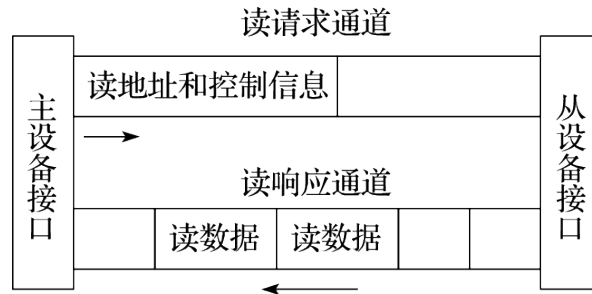 读请求通道
主设备接口
读地址和控制信息
从设备接口
读响应通道
读数据 读数据